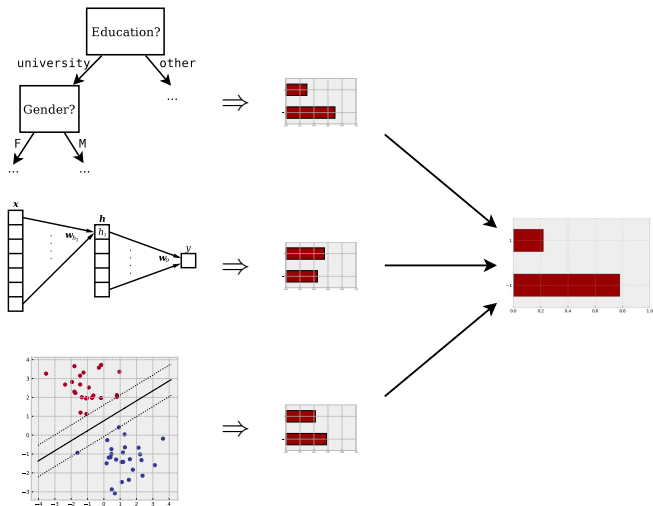 Education?
university
other
Gender?
...
F
M
...
...
x
h
h₁
w_{h₁}
w₀
y
1
−1
0.0 0.2 0.4 0.6 0.8 1.0
4
3
2
1
0
−1
−2
−3
−4 −3 −2 −1 0 1 2 3 4